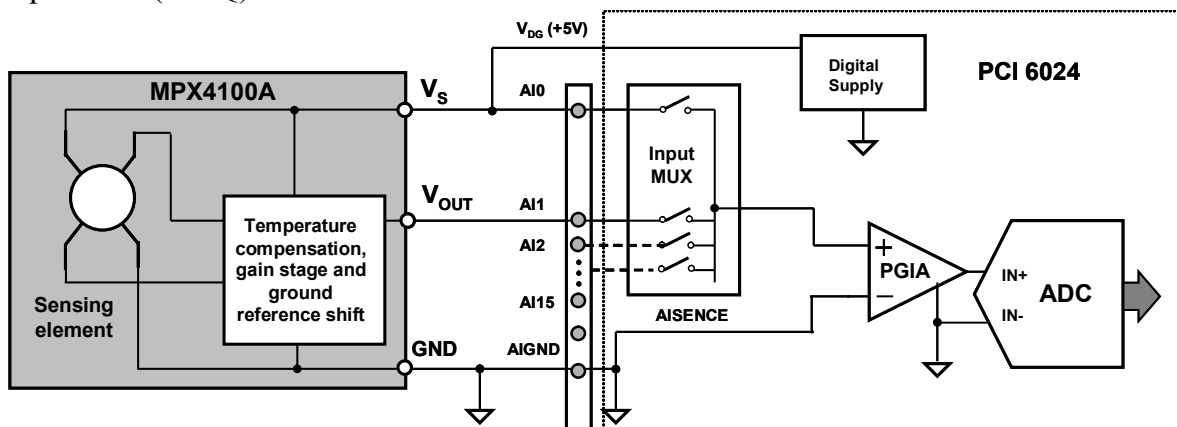 V_DG (+5V)
MPX4100A
V_S
AI0
Digital
Supply
PCI 6024
Input
MUX
V_OUT
AI1
Temperature
compensation,
gain stage and
ground
reference shift
AI2
PGIA
IN+
IN-
ADC
Sensing
element
AI15
AISENCE
GND
AIGND